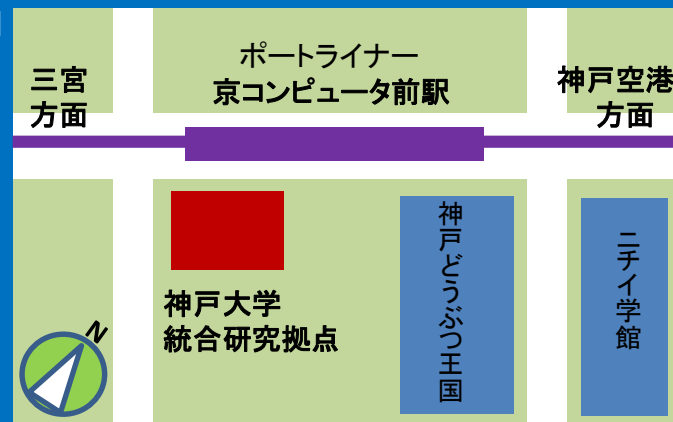 三宮
方面
ポートライナー
京コンピュータ前駅
神戸空港
方面
神戸大学
統合研究拠点
神戸どうぶつ王国
ニチイ学館
N